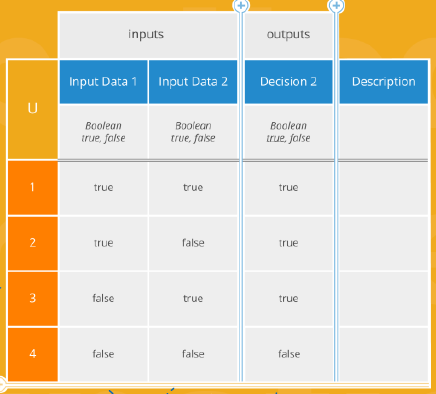 inputs outputs
U Input Data 1 Input Data 2 Decision 2 Description
Boolean Boolean Boolean
true, false true, false true, false
1 true true true
2 true false true
3 false true true
4 false false false